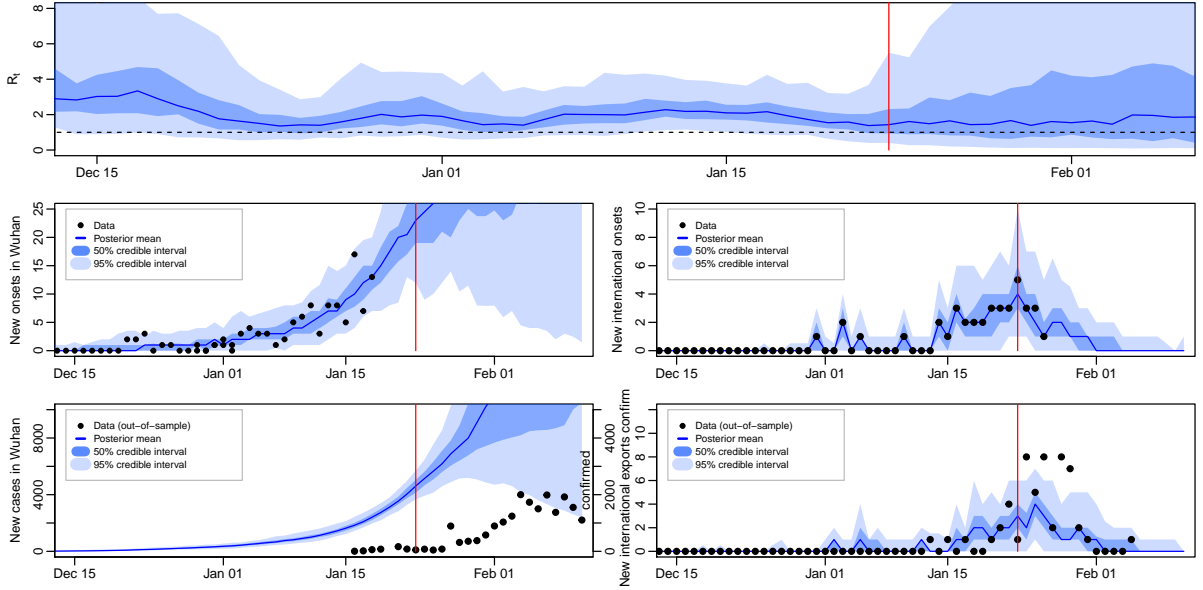 8
6
4
2
0
Rt
Dec 15
Jan 01
Jan 15
Feb 01
25
20
15
10
5
0
New onsets in Wuhan
Data
Posterior mean
50% credible interval
95% credible interval
Dec 15
Jan 01
Jan 15
Feb 01
10
8
6
4
2
0
New international onsets
Data
Posterior mean
50% credible interval
95% credible interval
Dec 15
Jan 01
Jan 15
Feb 01
8000
4000
0
New cases in Wuhan
Data (out−of−sample)
Posterior mean
50% credible interval
95% credible interval
4000
2000
0
confirmed
Dec 15
Jan 01
Jan 15
Feb 01
10
8
6
4
2
0
New international exports confirm
Data (out−of−sample)
Posterior mean
50% credible interval
95% credible interval
Dec 15
Jan 01
Jan 15
Feb 01